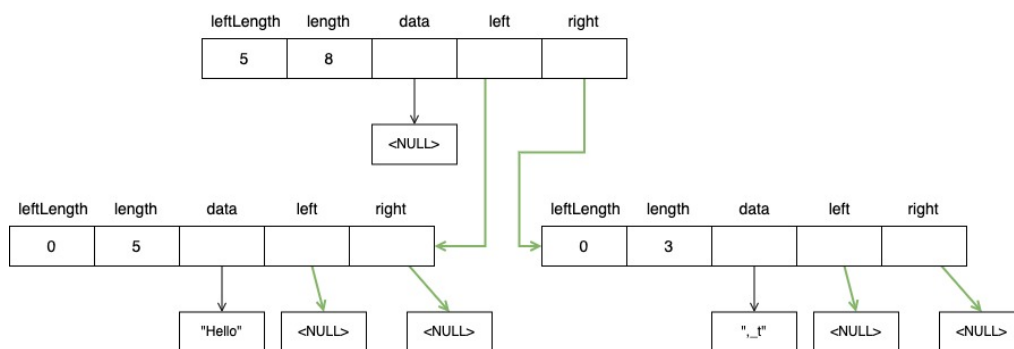 leftLength length data left right
5 8
<NULL>
leftLength length data left right
0 5
leftLength length data left right
0 3
"Hello" <NULL> <NULL>
",_t" <NULL> <NULL>